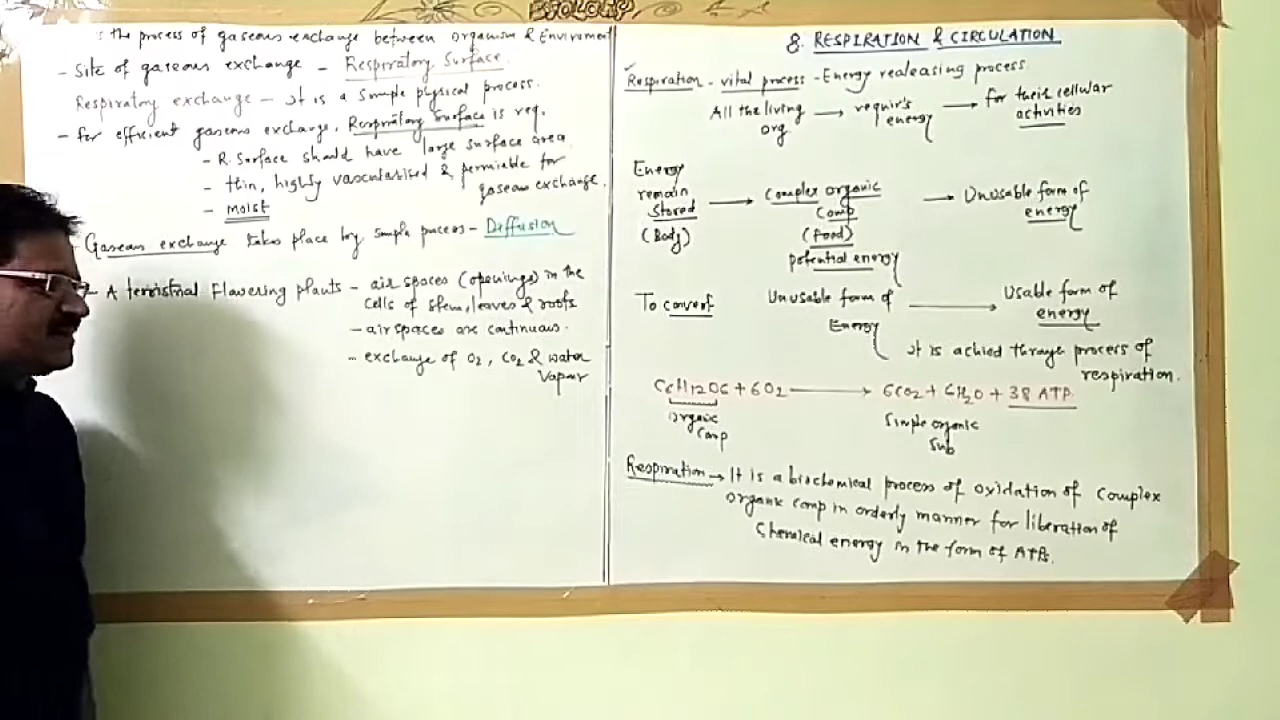 BIOLOGY
is the process of gaseous exchange between organism & Enviroment
- Site of gaseous exchange - Respiratory Surface.
Respiratory exchange - It is a simple physical process.
- for efficient gaseous exchange, Respiratory Surface is req.
- R. Surface should have large surface area
- thin, highly vascularised & permiable for
gaseous exchange.
- moist
Gaseous exchange takes place by simple process - Diffusion
A terristrial flawering plants - air spaces (openings) in the
cells of stem, leaves & roots
- air spaces are continuous.
- exchange of O2, CO2 & water
Vapour
8. RESPIRATION & CIRCULATION
Respiration - vital process - Energy realeasing process
All the living
org
→ requir's
energy
→ for their cellular
activities
Energy
remain
Stored
(Body)
→ Complex organic
Comp
(food)
potential energy
→ Unusable form of
energy
To convert
Unusable form of
Energy
→ Usable form of
energy
It is achied through process of
respiration.
C6H12O6 + 6O2 → 6CO2 + 6H2O + 38 ATP
organic
Comp
Simple organic
Sub
Respiration → It is a biochemical process of oxidation of complex
organic comp in orderly manner for liberation of
Chemical energy in the form of ATPs.